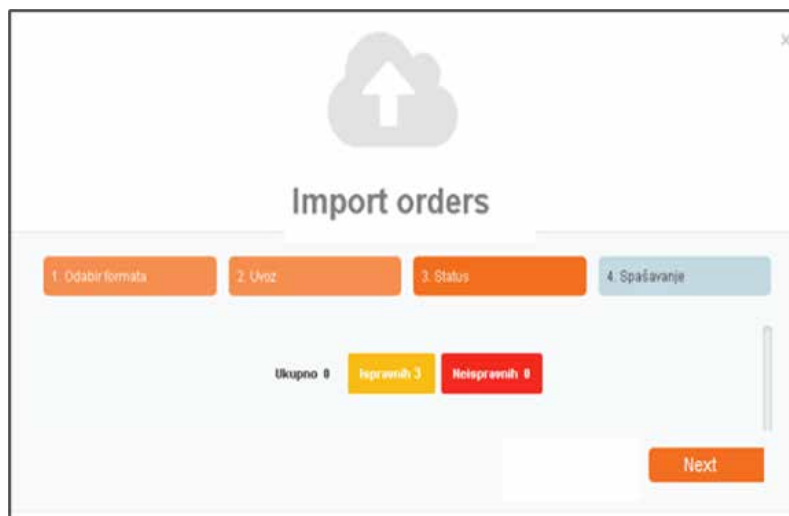 Import orders
1. Odabir formata
2. Uvoz
3. Status
4. Spašavanje
Ukupno 0 Ispravnih 3 Neispravnih 0
Next